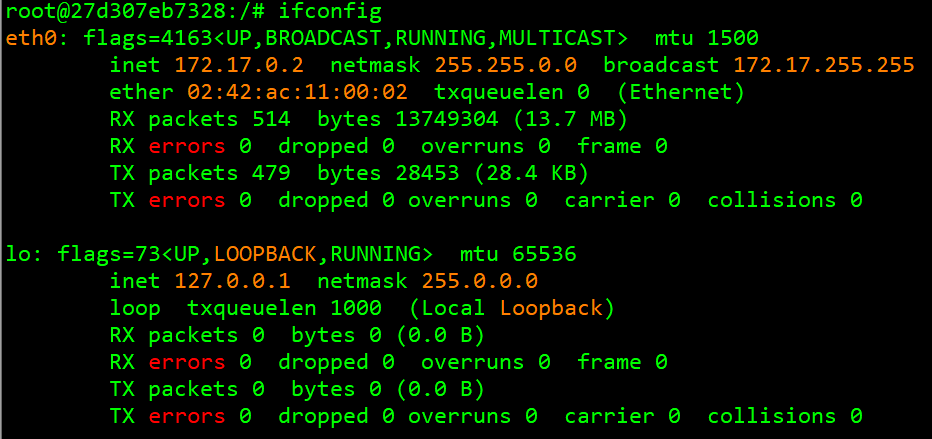 root@27d307eb7328:/# ifconfig
eth0: flags=4163<UP,BROADCAST,RUNNING,MULTICAST>  mtu 1500
        inet 172.17.0.2  netmask 255.255.0.0  broadcast 172.17.255.255
        ether 02:42:ac:11:00:02  txqueuelen 0  (Ethernet)
        RX packets 514  bytes 13749304 (13.7 MB)
        RX errors 0  dropped 0  overruns 0  frame 0
        TX packets 479  bytes 28453 (28.4 KB)
        TX errors 0  dropped 0 overruns 0  carrier 0  collisions 0

lo: flags=73<UP,LOOPBACK,RUNNING>  mtu 65536
        inet 127.0.0.1  netmask 255.0.0.0
        loop  txqueuelen 1000  (Local Loopback)
        RX packets 0  bytes 0 (0.0 B)
        RX errors 0  dropped 0  overruns 0  frame 0
        TX packets 0  bytes 0 (0.0 B)
        TX errors 0  dropped 0 overruns 0  carrier 0  collisions 0